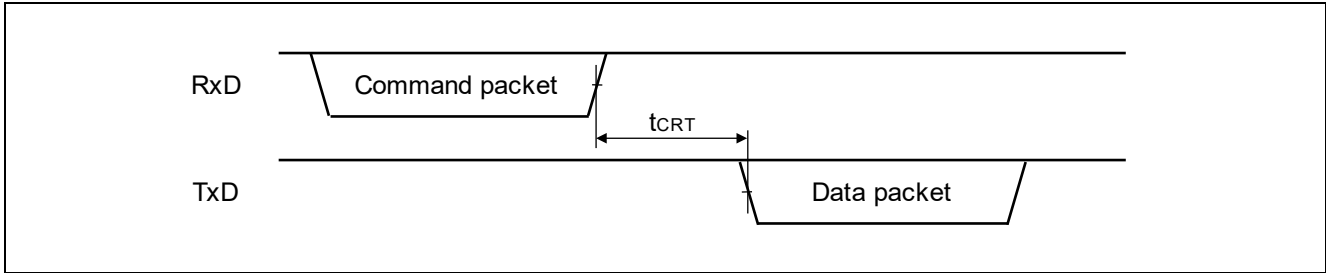 RxD
Command packet
tCRT
TxD
Data packet